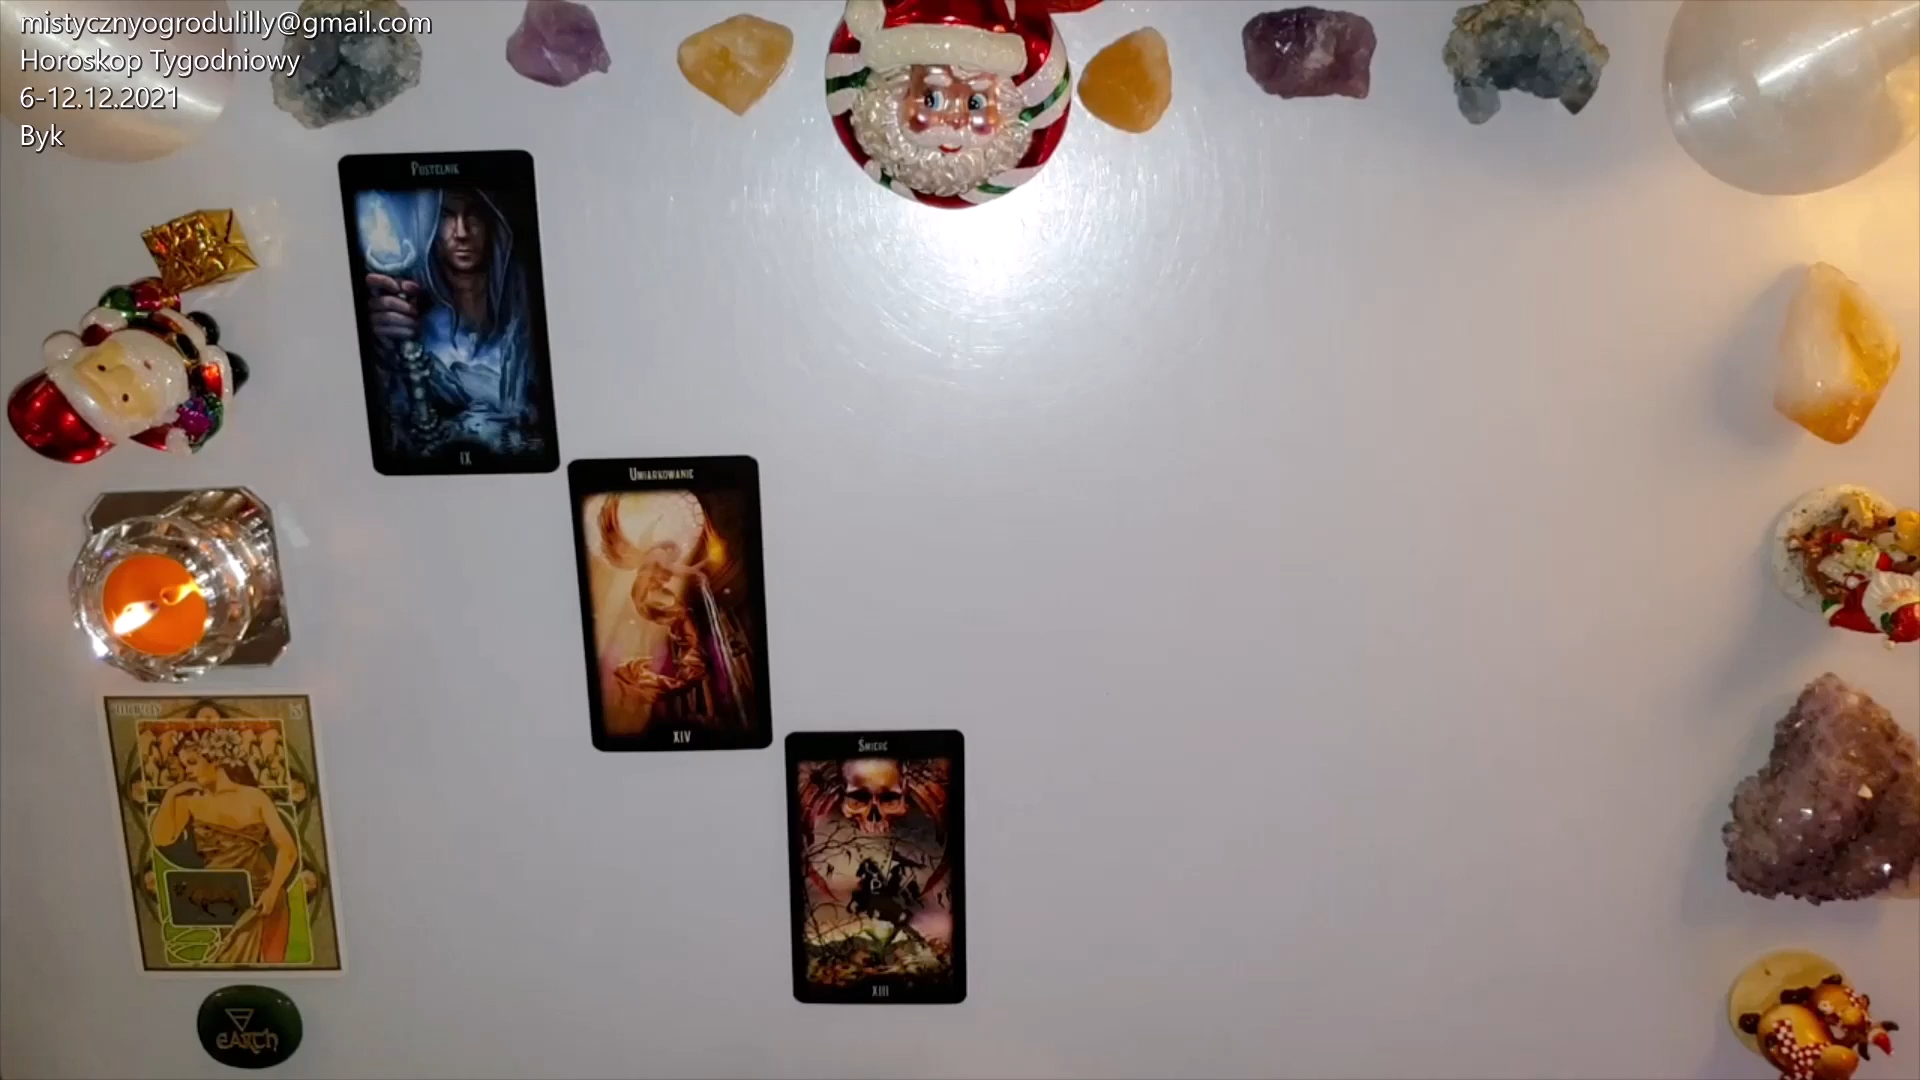 mistycznyogrodulilly@gmail.com
Horoskop Tygodniowy
6-12.12.2021
Byk
Pustelnik
IX
Umiarkowanie
XIV
Śmierć
XIII
EARTH